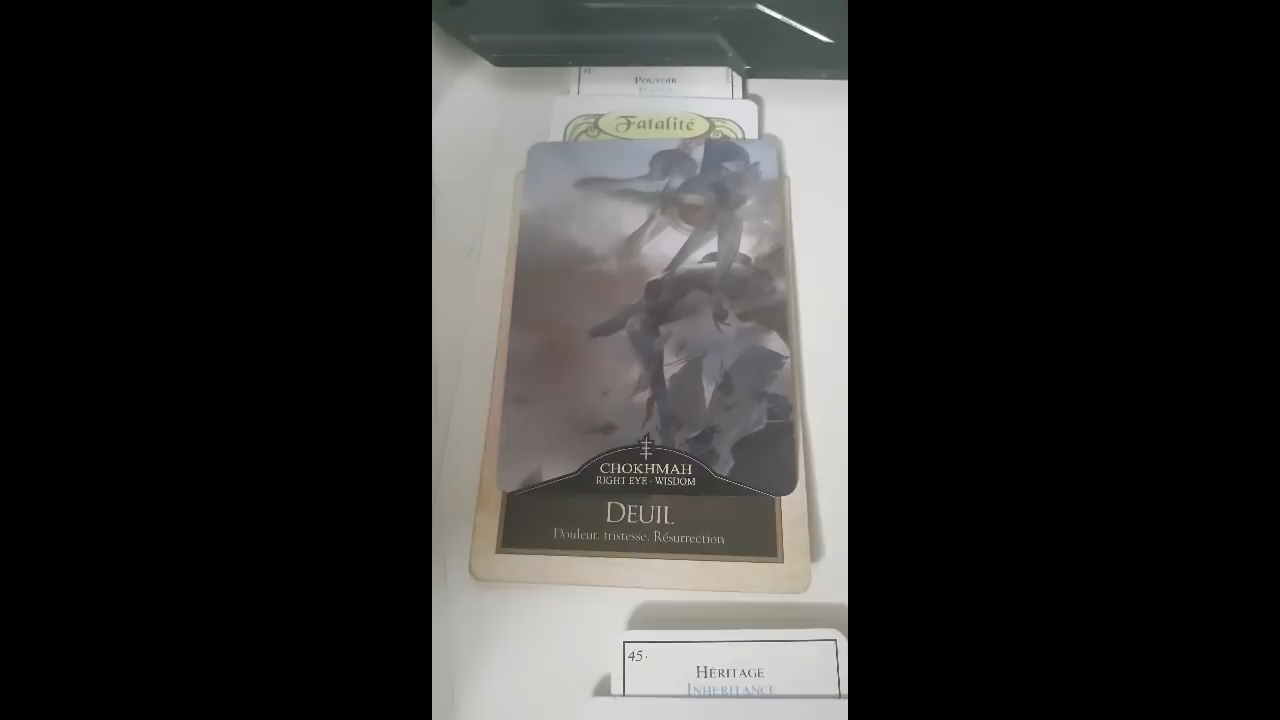 Pouvoir
Fatalité
CHOKHMAH
RIGHT EYE - WISDOM
DEUIL
Douleur, tristesse, Résurrection
45.
HÉRITAGE
INHERITANCE